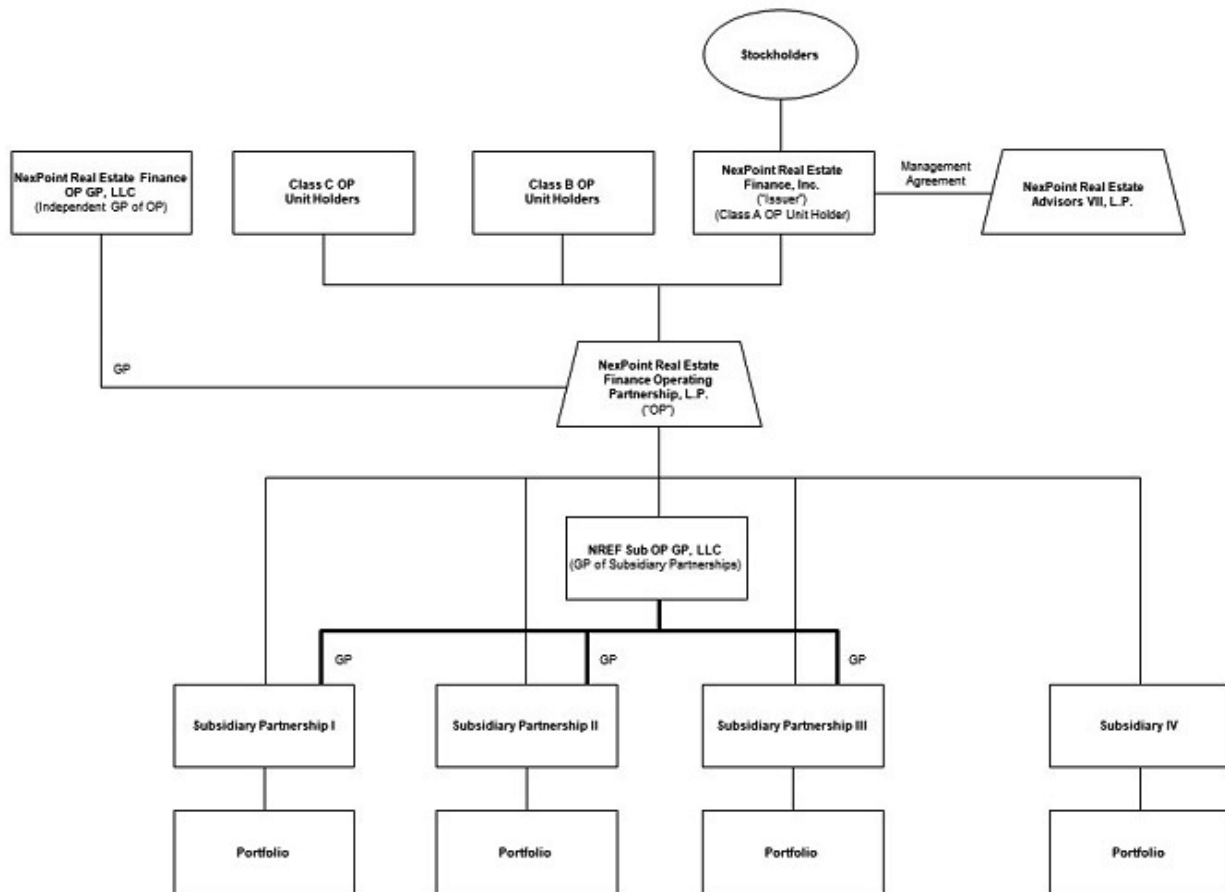 Stockholders
NexPoint Real Estate Finance
OP GP, LLC
(Independent GP of OP)
Class C OP
Unit Holders
Class B OP
Unit Holders
NexPoint Real Estate
Finance, Inc.
("Issuer")
(Class A OP Unit Holder)
Management
Agreement
NexPoint Real Estate
Advisors VII, L.P.
GP
NexPoint Real Estate
Finance Operating
Partnership, L.P.
("OP")
NREF Sub OP GP, LLC
(GP of Subsidiary Partnerships)
GP
GP
GP
Subsidiary Partnership I
Subsidiary Partnership II
Subsidiary Partnership III
Subsidiary IV
Portfolio
Portfolio
Portfolio
Portfolio